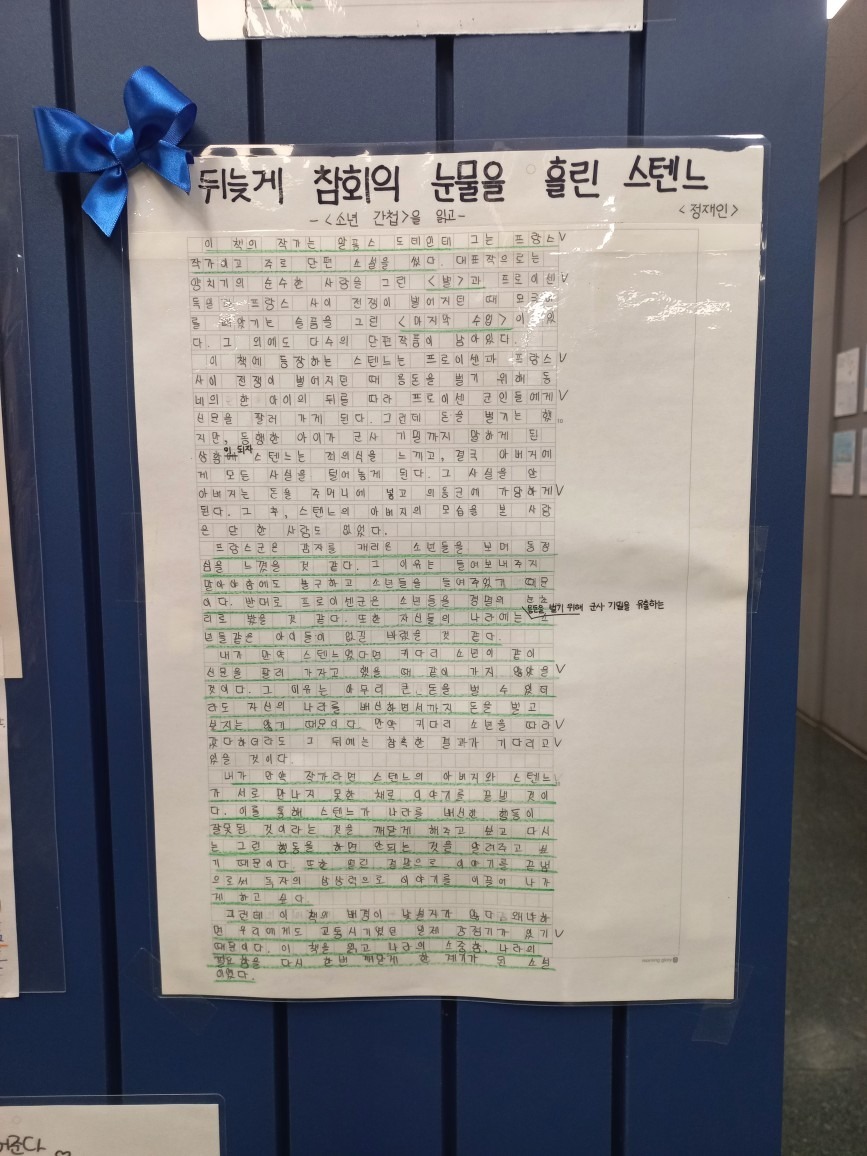 뒤늦게 참회의 눈물을 흘린 스텐느
-<소년 간첩>을 읽고-
<정재인>
이 책의 작가는 알퐁스 도데인데 그는 프랑스
작가이고 주로 단편 소설을 썼다. 대표작으로는
양치기의 순수한 사랑을 그린 <별>과 프로이센
프랑스 사이 전쟁이 벌어지던 때 모국어
를 빼앗기는 슬픔을 그린 <마지막 수업>이 있
다. 그 외에도 다수의 단편작품이 남아있다.
이 책에 등장하는 스텐느는 프로이센과 프랑스
사이 전쟁이 벌어지던 때 용돈을 벌기 위해 동
네의 한 아이의 뒤를 따라 프로이센 군인들에게
신문을 팔러 가게 된다. 그런데 돈을 벌기는 했
지만, 동행한 아이가 군사 기밀까지 말하게 된
상황이 되자 스텐느는 죄의식을 느끼고, 결국 아버지에
게 모든 사실을 털어놓게 된다. 그 사실을 안
아버지는 돈을 주머니에 넣고 의용군에 가담하게
된다. 그 후, 스텐느의 아버지의 모습을 본 사람
은 단 한 사람도 없었다.
프랑스군은 감자를 캐러온 소년들을 보며 동정
심을 느꼈을 것 같다. 그 이유는 들여보내주지
말아야함에도 불구하고 소년들을 들여주었기 때문
이다. 반대로 프로이센군은 소년들을 경멸의 눈초
리로 봤을 것 같다. 또한 자신들의 나라에는 용돈을 벌기 위해 군사 기밀을 유출하는 소
년들같은 아이들이 없길 바랐을 것 같다.
내가 만약 스텐느였다면 키다리 소년이 같이
신문을 팔러 가자고 했을 때 같이 가지 않았을
것이다. 그 이유는 아무리 큰 돈을 벌 수 있더
라도 자신의 나라를 배신하면서까지 돈을 벌고
싶지는 않기 때문이다. 만약 키다리 소년을 따라
갔다하더라도 그 뒤에는 참혹한 결과가 기다리고
있을 것이다.
내가 만약 작가라면 스텐느의 아버지와 스텐느
가 서로 만나지 못한 채로 이야기를 끝낼 것이
다. 이를 통해 스텐느가 나라를 배신한 행동이
잘못된 것이라는 것을 깨닫게 해주고 싶고 다시
는 그런 행동을 하면 안되는 것을 알려주고 싶
기 때문이다. 또한 열린 결말으로 이야기를 끝냄
으로써 독자의 상상력으로 이야기를 이끌어 나가
게 하고 싶다.
그런데 이 책의 배경이 낯설지가 않다. 왜냐하
면 우리에게도 고통시기였던 일제 강점기가 있기
때문이다. 이 책을 읽고 나라의 소중함, 나라의
필요함을 다시 한번 깨닫게 한 계기가 된 소설
이었다.